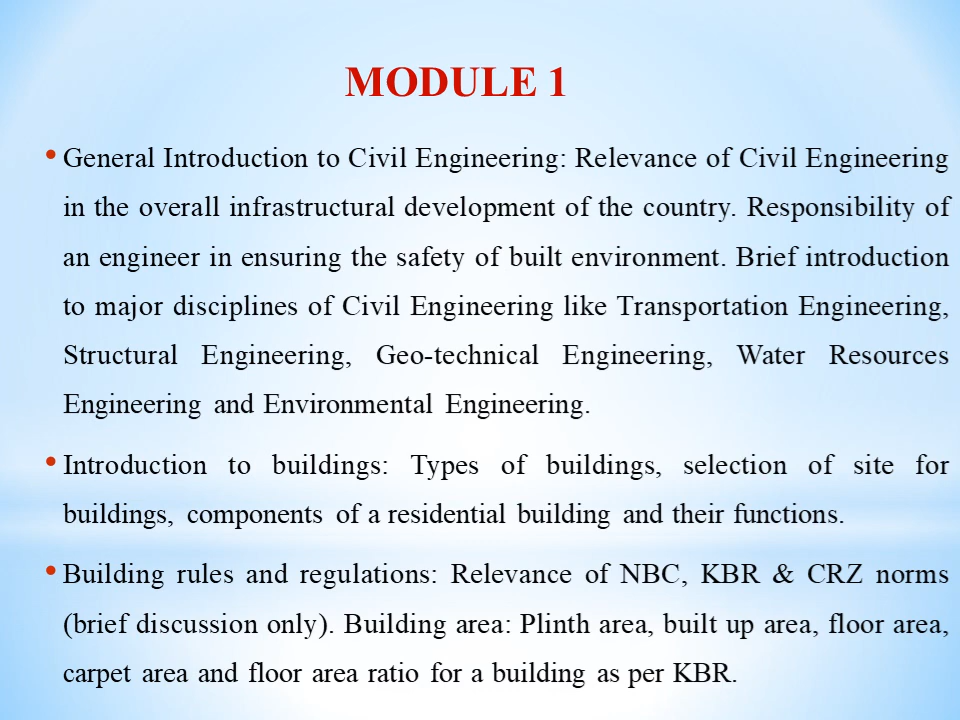 MODULE 1
• General Introduction to Civil Engineering: Relevance of Civil Engineering
in the overall infrastructural development of the country. Responsibility of
an engineer in ensuring the safety of built environment. Brief introduction
to major disciplines of Civil Engineering like Transportation Engineering,
Structural Engineering, Geo-technical Engineering, Water Resources
Engineering and Environmental Engineering.
• Introduction to buildings: Types of buildings, selection of site for
buildings, components of a residential building and their functions.
• Building rules and regulations: Relevance of NBC, KBR & CRZ norms
(brief discussion only). Building area: Plinth area, built up area, floor area,
carpet area and floor area ratio for a building as per KBR.